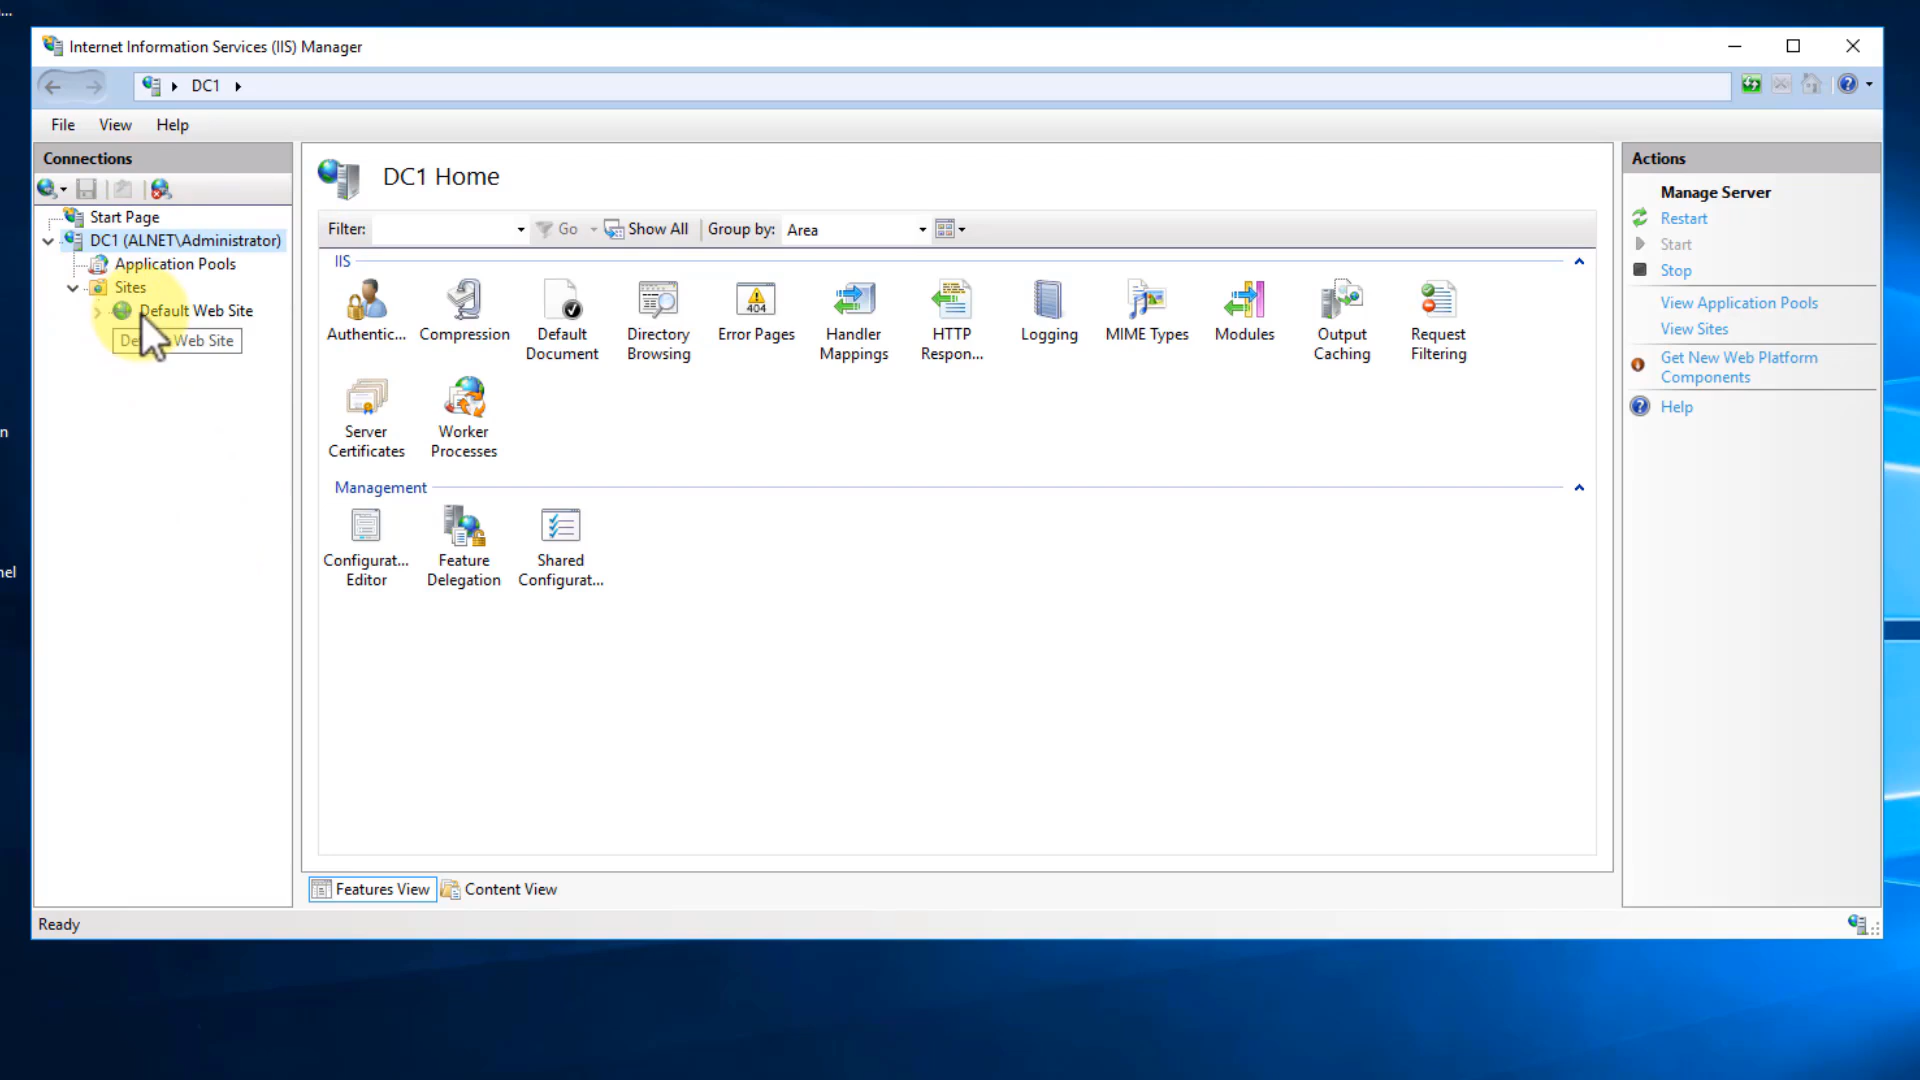 ...
Internet Information Services (IIS) Manager
DC1
File View Help
Connections
Start Page
DC1 (ALNET\Administrator)
Application Pools
Sites
Default Web Site
De Web Site
n
nel
DC1 Home
Filter: Go Show All Group by: Area
IIS
Authentic...
Compression
Default
Document
Directory
Browsing
Error Pages
404
Handler
Mappings
HTTP
Respon...
Logging
MIME Types
Modules
Output
Caching
Request
Filtering
Server
Certificates
Worker
Processes
Management
Configurat...
Editor
Feature
Delegation
Shared
Configurat...
Features View Content View
Actions
Manage Server
Restart
Start
Stop
View Application Pools
View Sites
Get New Web Platform
Components
Help
Ready